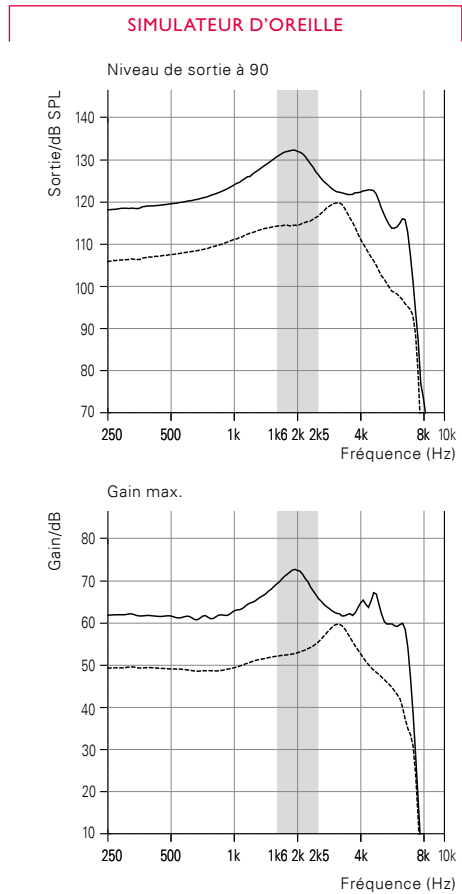 SIMULATEUR D'OREILLE
Niveau de sortie à 90
Sortie/dB SPL
140
130
120
110
100
90
80
70
250 500 1k 1k6 2k 2k5 4k 8k 10k
Fréquence (Hz)
Gain max.
Gain/dB
80
70
60
50
40
30
20
10
250 500 1k 1k6 2k 2k5 4k 8k 10k
Fréquence (Hz)